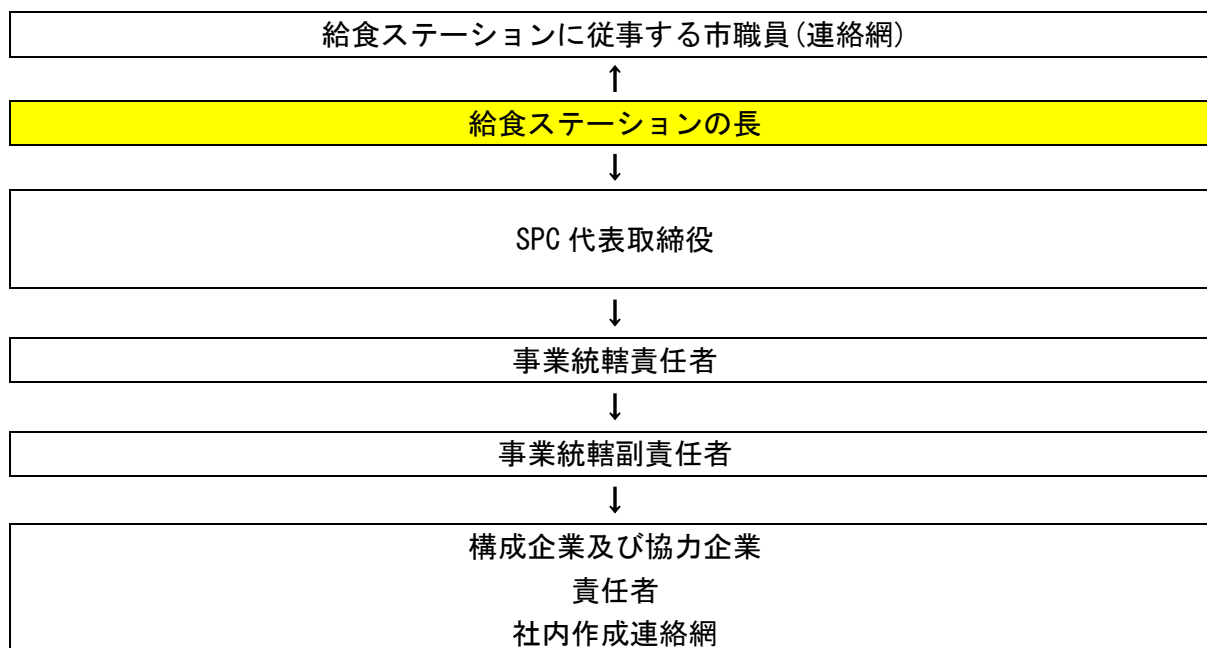 給食ステーションに従事する市職員(連絡網)
↑
給食ステーションの長
↓
SPC 代表取締役
↓
事業統轄責任者
↓
事業統轄副責任者
↓
構成企業及び協力企業
責任者
社内作成連絡網